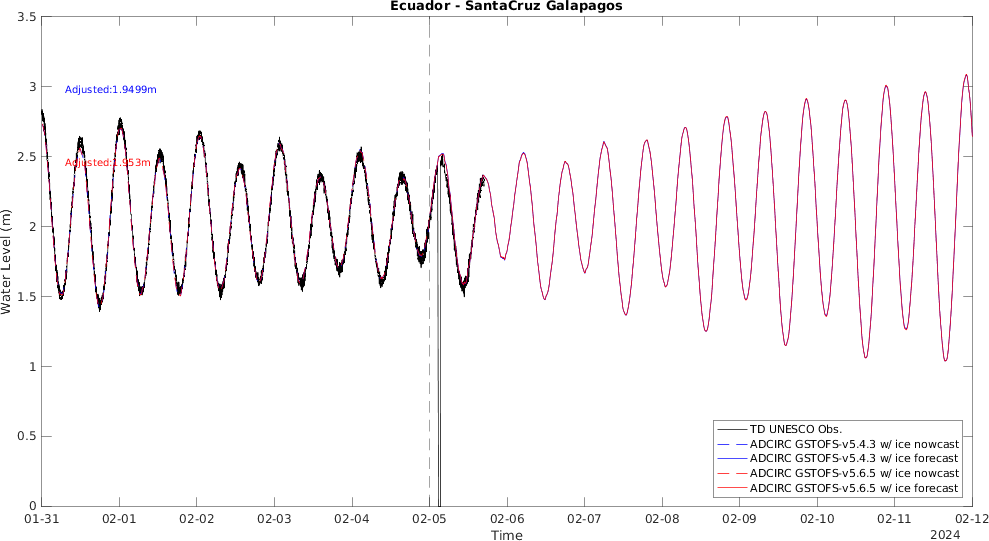 Ecuador - SantaCruz Galapagos
3.5
3
2.5
2
1.5
1
0.5
0
Water Level (m)
Adjusted:1.9499m
Adjusted:1.953m
TD UNESCO Obs.
ADCIRC GSTOFS-v5.4.3 w/ ice nowcast
ADCIRC GSTOFS-v5.4.3 w/ ice forecast
ADCIRC GSTOFS-v5.6.5 w/ ice nowcast
ADCIRC GSTOFS-v5.6.5 w/ ice forecast
01-31 02-01 02-02 02-03 02-04 02-05 02-06 02-07 02-08 02-09 02-10 02-11 02-12
Time
2024